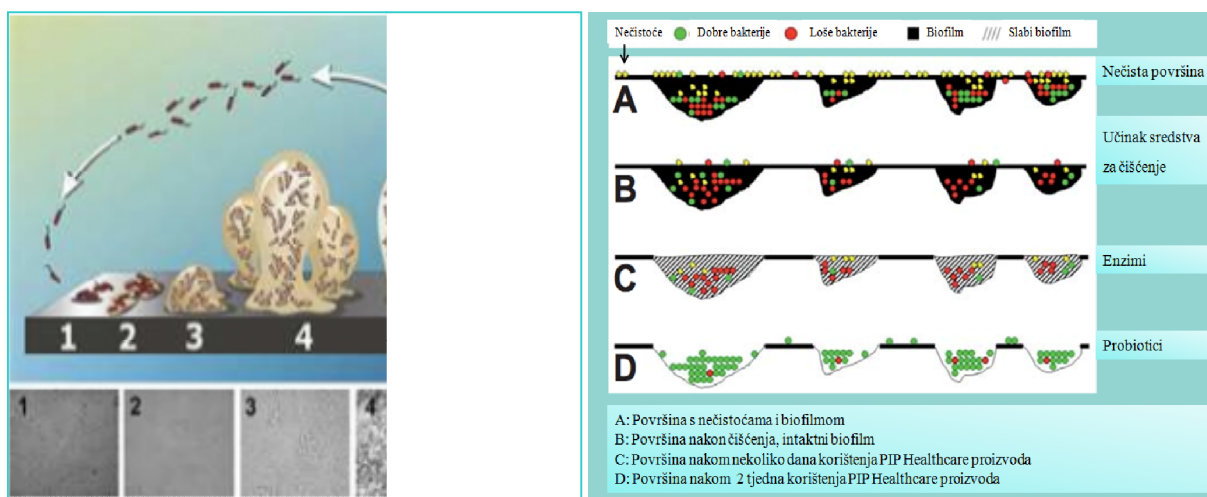 1 2 3 4
1 2 3 4
Nečistoće Dobre bakterije Loše bakterije Biofilm Slabi biofilm
A
Nečista površina
B
Učinak sredstva
za čišćenje
C
Enzimi
D
Probiotici
A: Površina s nečistoćama i biofilmom
B: Površina nakon čišćenja, intaktni biofilm
C: Površina nakom nekoliko dana korištenja PIP Healthcare proizvoda
D: Površina nakom 2 tjedna korištenja PIP Healthcare proizvoda